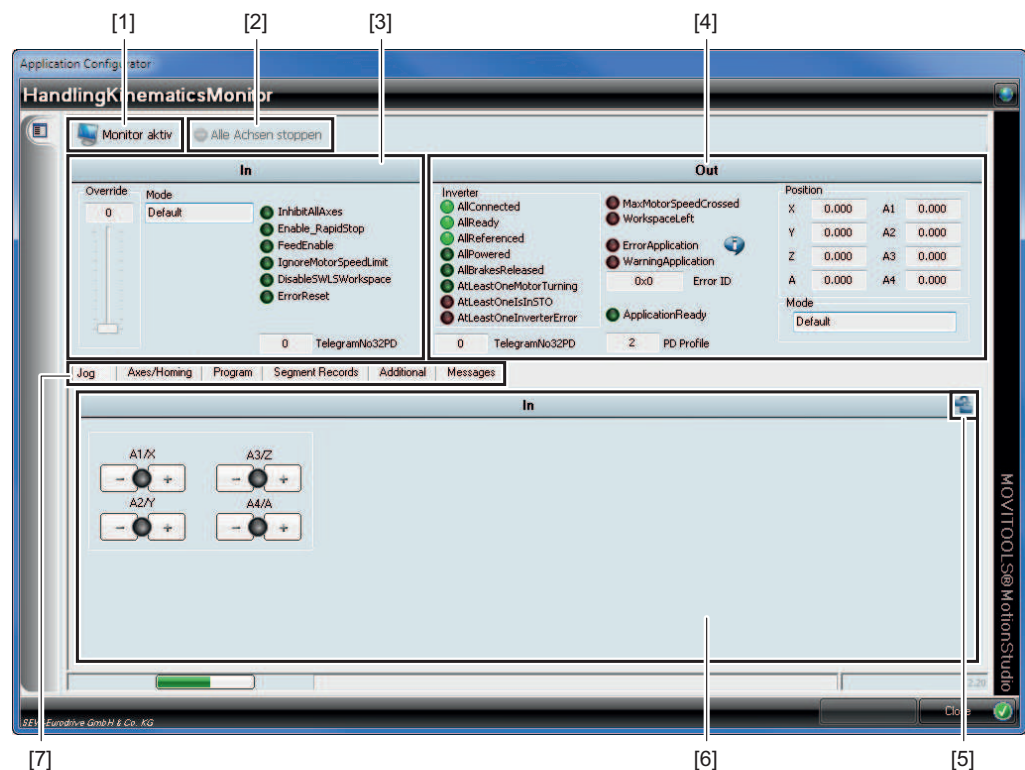 [1] [2] [3] [4]
Application Configurator
HandlingKinematicsMonitor
Monitor aktiv
Alle Achsen stoppen
In
Override
0
Mode
Default
InhibitAllAxes
Enable_RapidStop
FeedEnable
IgnoreMotorSpeedLimit
DisableSWLSWorkspace
ErrorReset
0 TelegramNo32PD
Out
Inverter
AllConnected
AllReady
AllReferenced
AllPowered
AllBrakesReleased
AtLeastOneMotorTurning
AtLeastOneIsInSTO
AtLeastOneInverterError
0 TelegramNo32PD
MaxMotorSpeedCrossed
WorkspaceLeft
ErrorApplication
WarningApplication
0x0 Error ID
ApplicationReady
2 PD Profile
Position
X 0.000 A1 0.000
Y 0.000 A2 0.000
Z 0.000 A3 0.000
A 0.000 A4 0.000
Mode
Default
Jog Axes/Homing Program Segment Records Additional Messages
In
A1/X A3/Z
- + - +
A2/Y A4/A
- + - +
MOVITOOLS®MotionStudio
2.20
Close
SEW-Eurodrive GmbH & Co. KG
[7] [6] [5]